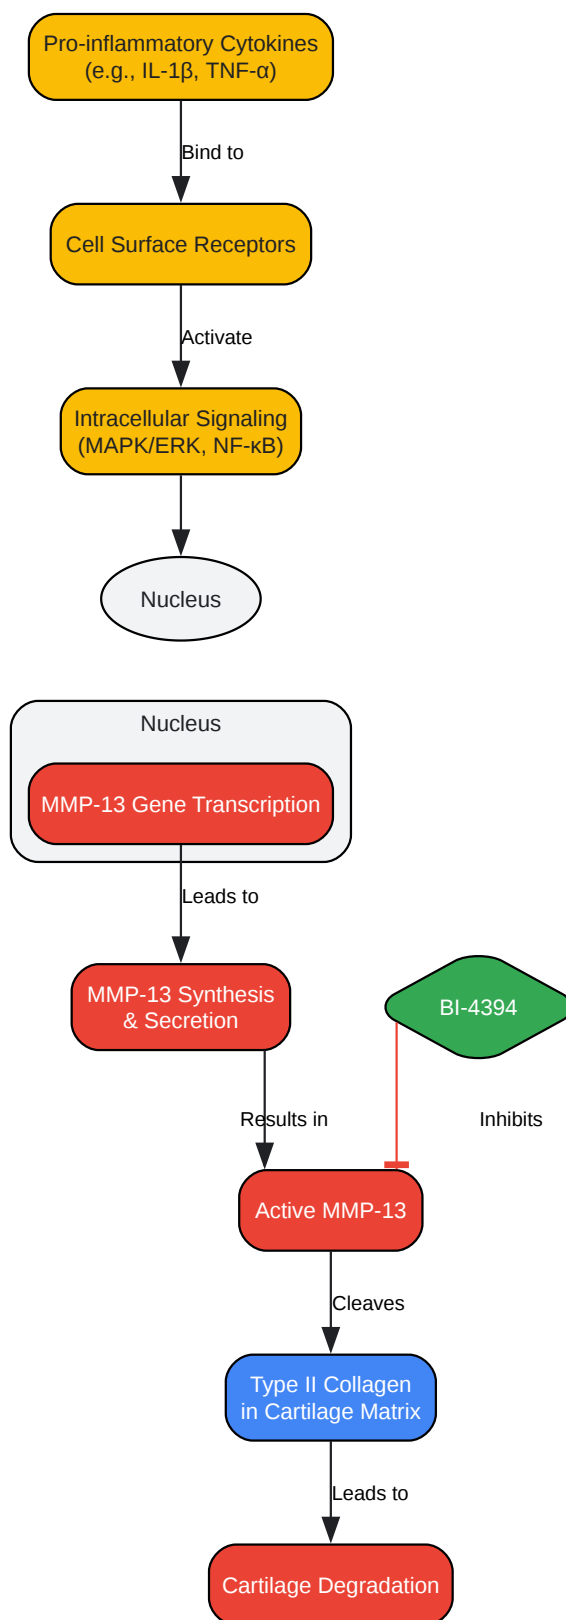 Pro-inflammatory Cytokines
(e.g., IL-1β, TNF-α)
Bind to
Cell Surface Receptors
Activate
Intracellular Signaling
(MAPK/ERK, NF-κB)
Nucleus
Nucleus
MMP-13 Gene Transcription
Leads to
MMP-13 Synthesis
& Secretion
BI-4394
Results in
Inhibits
Active MMP-13
Cleaves
Type II Collagen
in Cartilage Matrix
Leads to
Cartilage Degradation